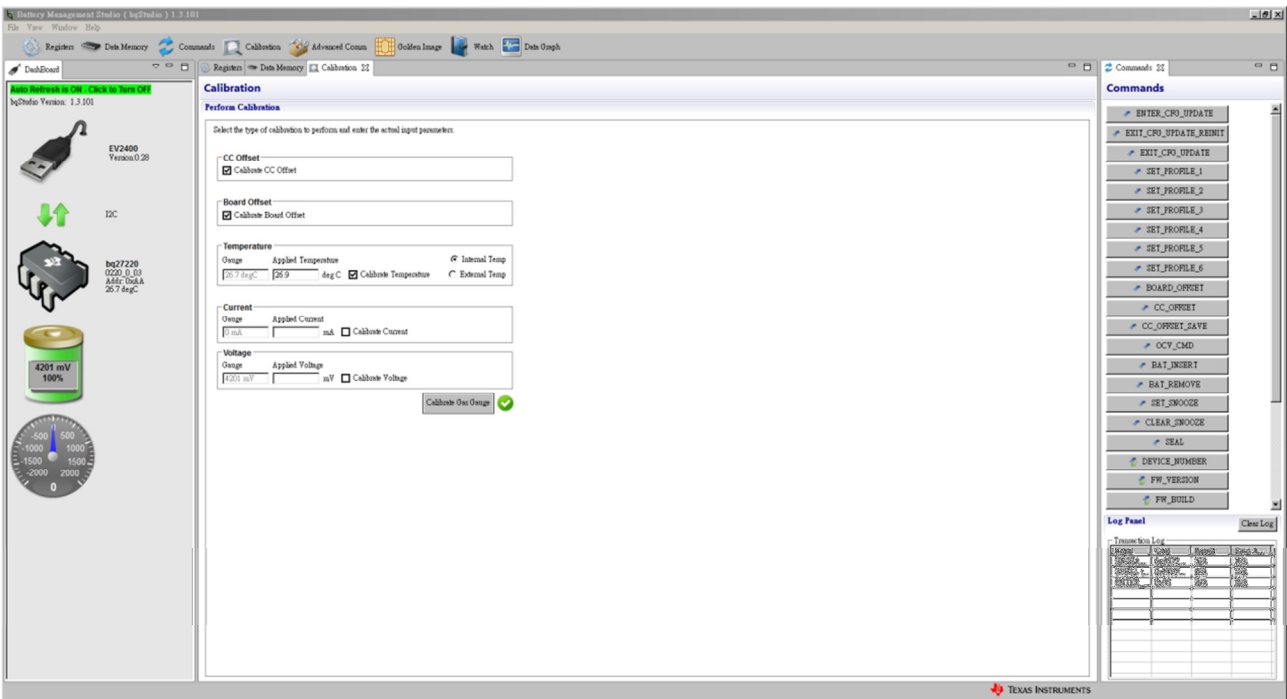 Battery Management Studio ( bqStudio ) 1.3.101
File View Window Help
Registers Data Memory Commands Calibration Advanced Comm Golden Image Watch Data Graph
DashBoard
Auto Refresh is ON - Click to Turn OFF
bqStudio Version: 1.3.101
EV2400
Version:0.28
I2C
bq27220
0220_0_03
Addr: 0xAA
26.7 degC
4201 mV
100%
-500 500
-1000 1000
-1500 1500
-2000 2000
0
Registers Data Memory Calibration
Calibration
Perform Calibration
Select the type of calibration to perform and enter the actual input parameters.
CC Offset
Calibrate CC Offset
Board Offset
Calibrate Board Offset
Temperature
Gauge Applied Temperature Internal Temp
26.7 degC 26.9 deg C Calibrate Temperature External Temp
Current
Gauge Applied Current
0 mA mA Calibrate Current
Voltage
Gauge Applied Voltage
4201 mV mV Calibrate Voltage
Calibrate Gas Gauge
Commands
Commands
ENTER_CFG_UPDATE
EXIT_CFG_UPDATE_REINIT
EXIT_CFG_UPDATE
SET_PROFILE_1
SET_PROFILE_2
SET_PROFILE_3
SET_PROFILE_4
SET_PROFILE_5
SET_PROFILE_6
BOARD_OFFSET
CC_OFFSET
CC_OFFSET_SAVE
OCV_CMD
BAT_INSERT
BAT_REMOVE
SET_SNOOZE
CLEAR_SNOOZE
SEAL
DEVICE_NUMBER
FW_VERSION
FW_BUILD
Log Panel Clear Log
Transaction Log
TEXAS INSTRUMENTS